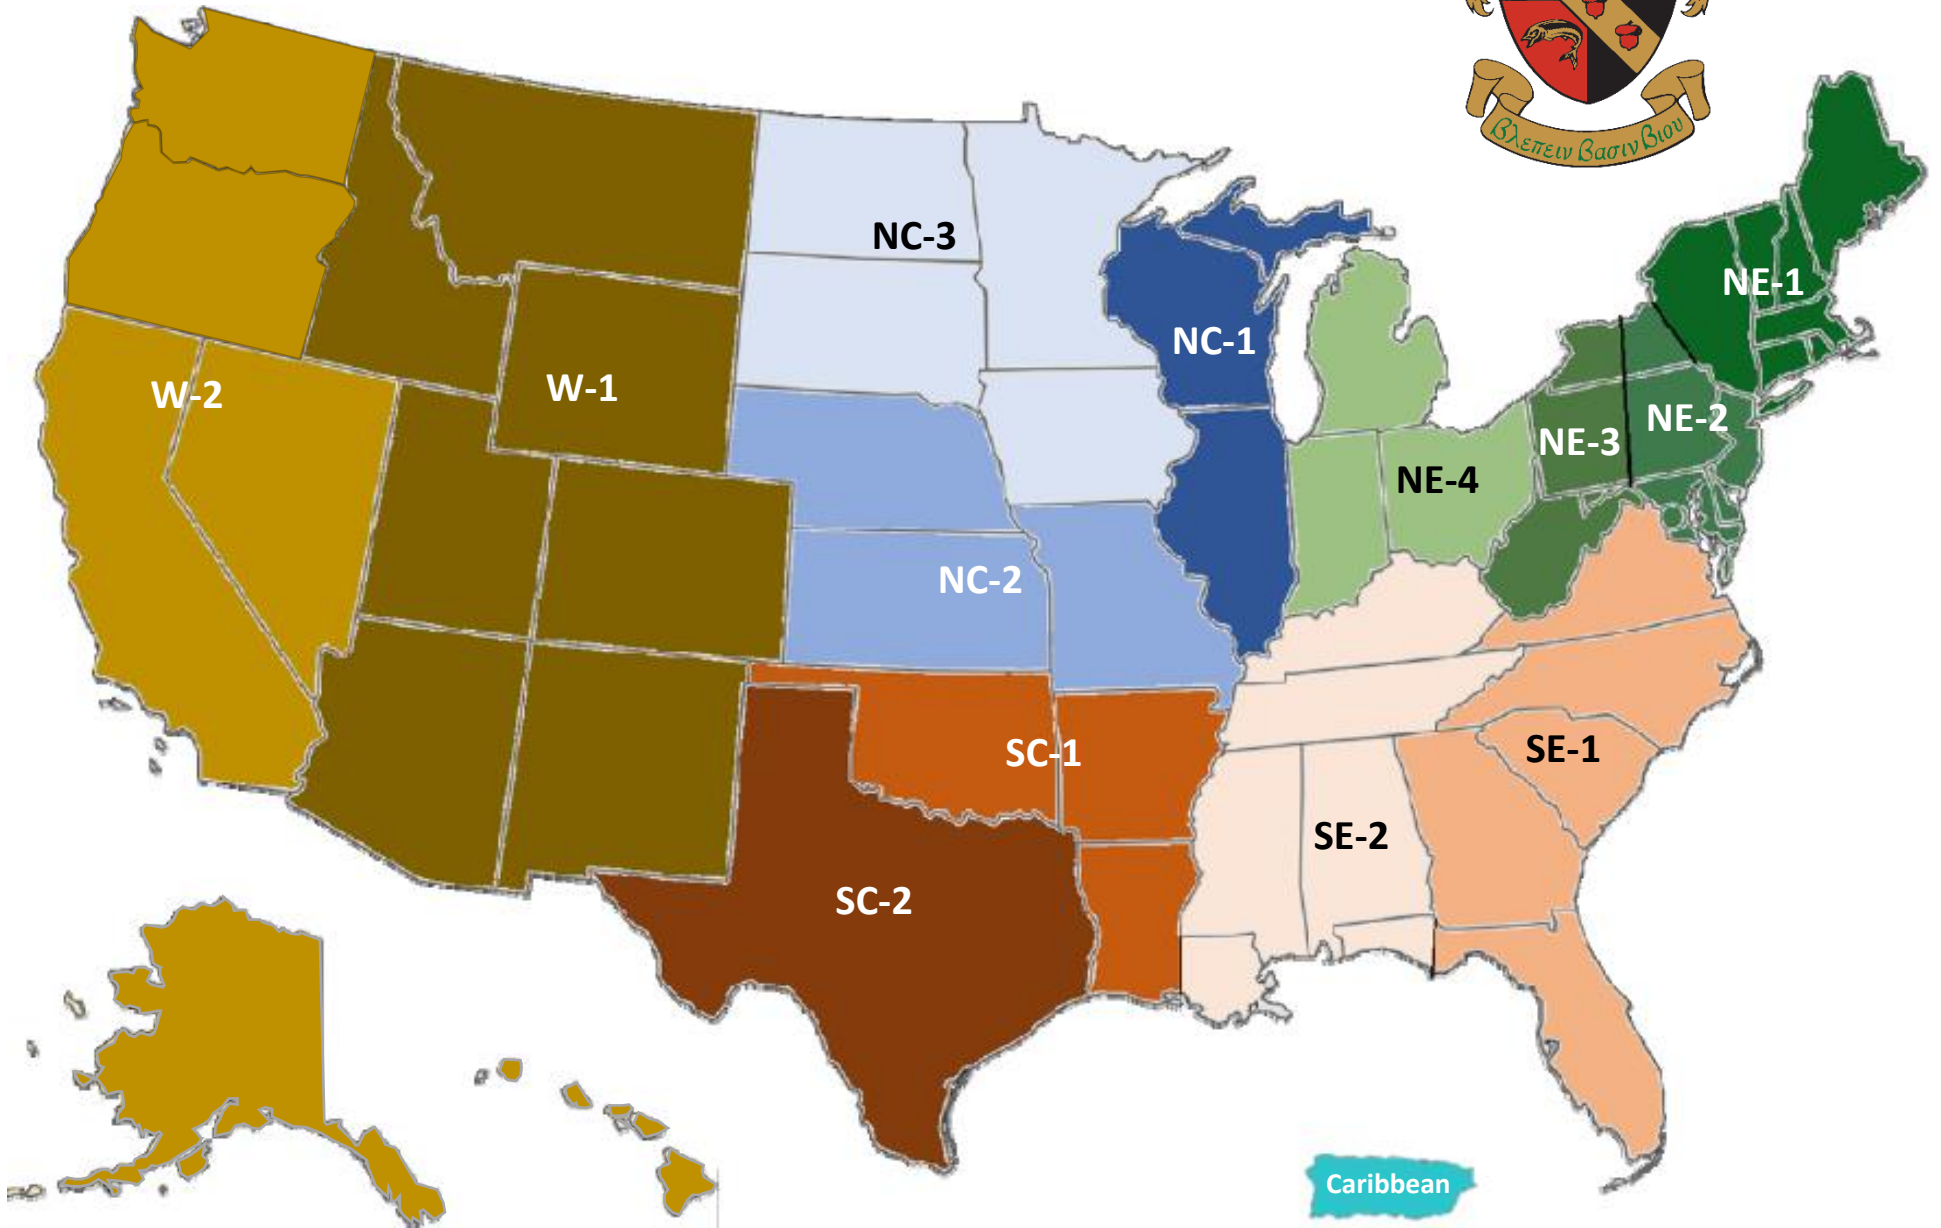 βλεπειν βασιν βιου
NC-3
NE-1
NC-1
W-2
W-1
NE-2
NE-3
NE-4
NC-2
SC-1
SE-1
SE-2
SC-2
Caribbean